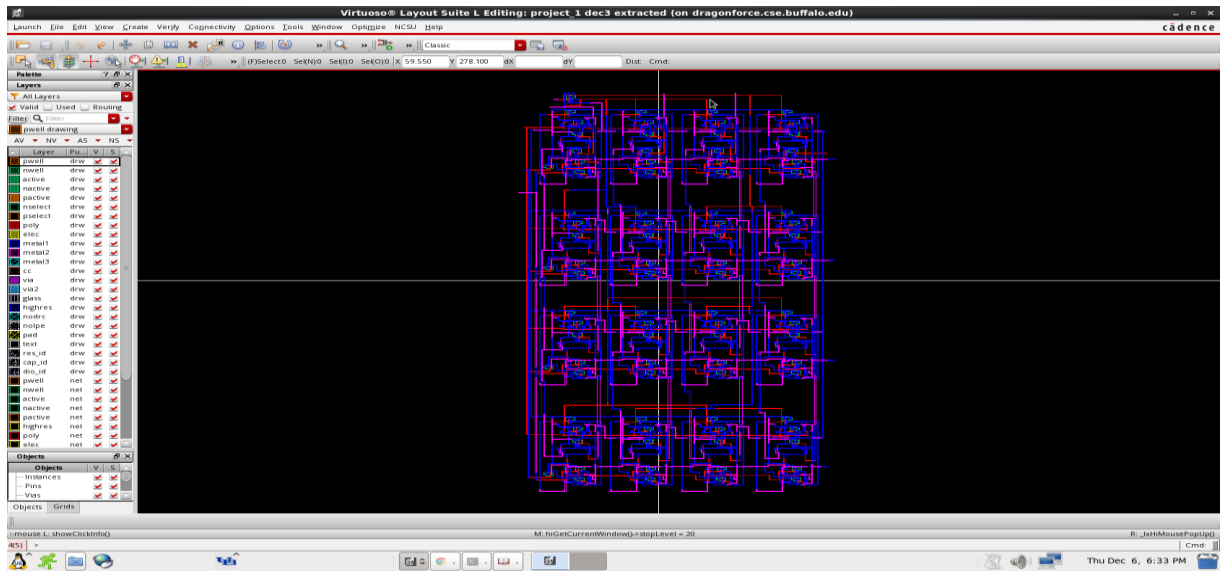 Virtuoso® Layout Suite L Editing: project_1 dec3 extracted (on dragonforce.cse.buffalo.edu)
Launch File Edit View Create Verify Connectivity Options Tools Window Optimize NCSU Help
cādence
» » » Classic
» (F)Select:0 Sel(N):0 Sel(I):0 Sel(O):0 X 59.550 Y 278.100 dX dY Dist: Cmd:
Palette
Layers
All Layers
Valid Used Routing
Filter Filter
pwell drawing
AV NV AS NS
Layer Pu... V S
pwell drw
nwell drw
active drw
nactive drw
pactive drw
nselect drw
pselect drw
poly drw
elec drw
metal1 drw
metal2 drw
metal3 drw
cc drw
via drw
via2 drw
glass drw
highres drw
nodrc drw
nolpe drw
pad drw
text drw
res_id drw
cap_id drw
dio_id drw
pwell net
nwell net
active net
nactive net
pactive net
highres net
poly net
elec net
Objects
Objects V S
Instances
Pins
Vias
Objects Grids
mouse L: showClickInfo() M: hiGetCurrentWindow()->stopLevel = 20 R: _lxHiMousePopUp()
4(5) > Cmd:
Thu Dec 6, 6:33 PM